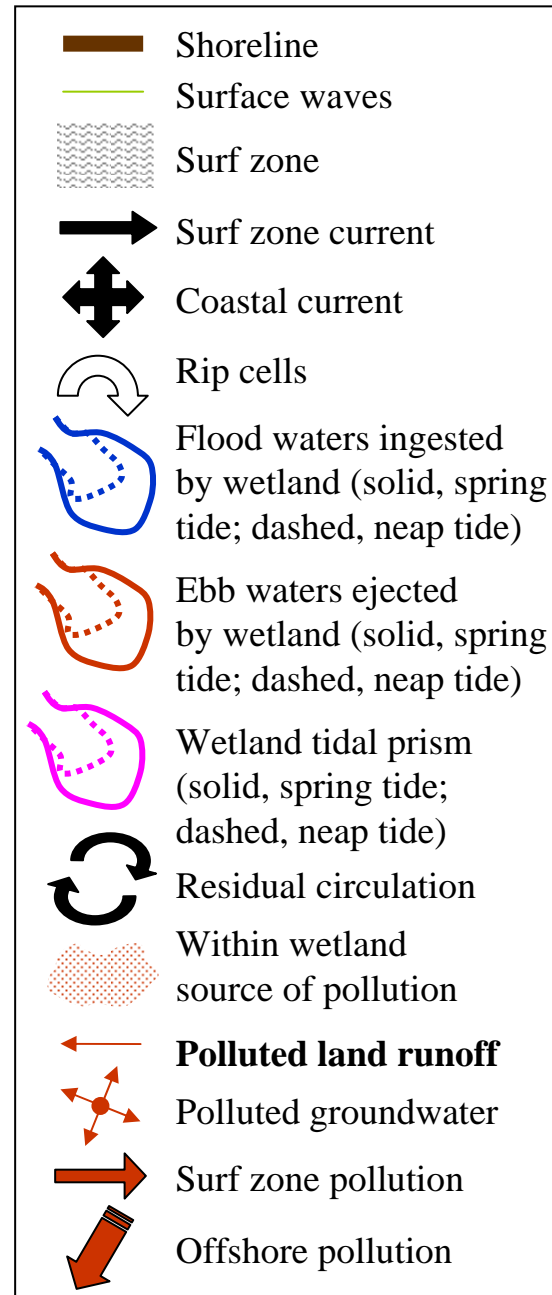 Shoreline
Surface waves
Surf zone
Surf zone current
Coastal current
Rip cells
Flood waters ingested
by wetland (solid, spring
tide; dashed, neap tide)
Ebb waters ejected
by wetland (solid, spring
tide; dashed, neap tide)
Wetland tidal prism
(solid, spring tide;
dashed, neap tide)
Residual circulation
Within wetland
source of pollution
Polluted land runoff
Polluted groundwater
Surf zone pollution
Offshore pollution